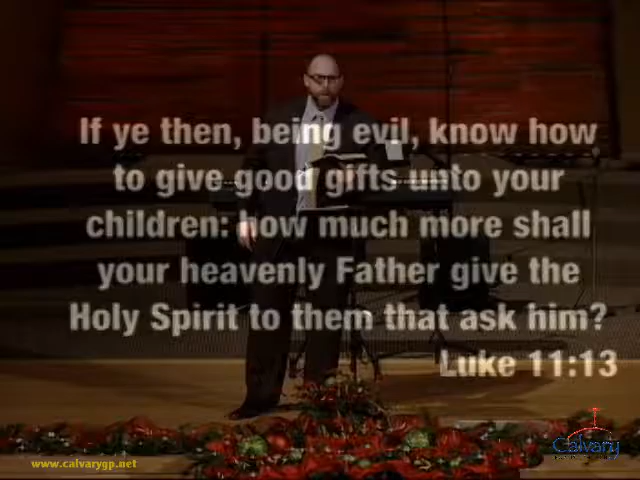 If ye then, being evil, know how
to give good gifts unto your
children: how much more shall
your heavenly Father give the
Holy Spirit to them that ask him?
Luke 11:13
www.calvarygp.net
Calvary